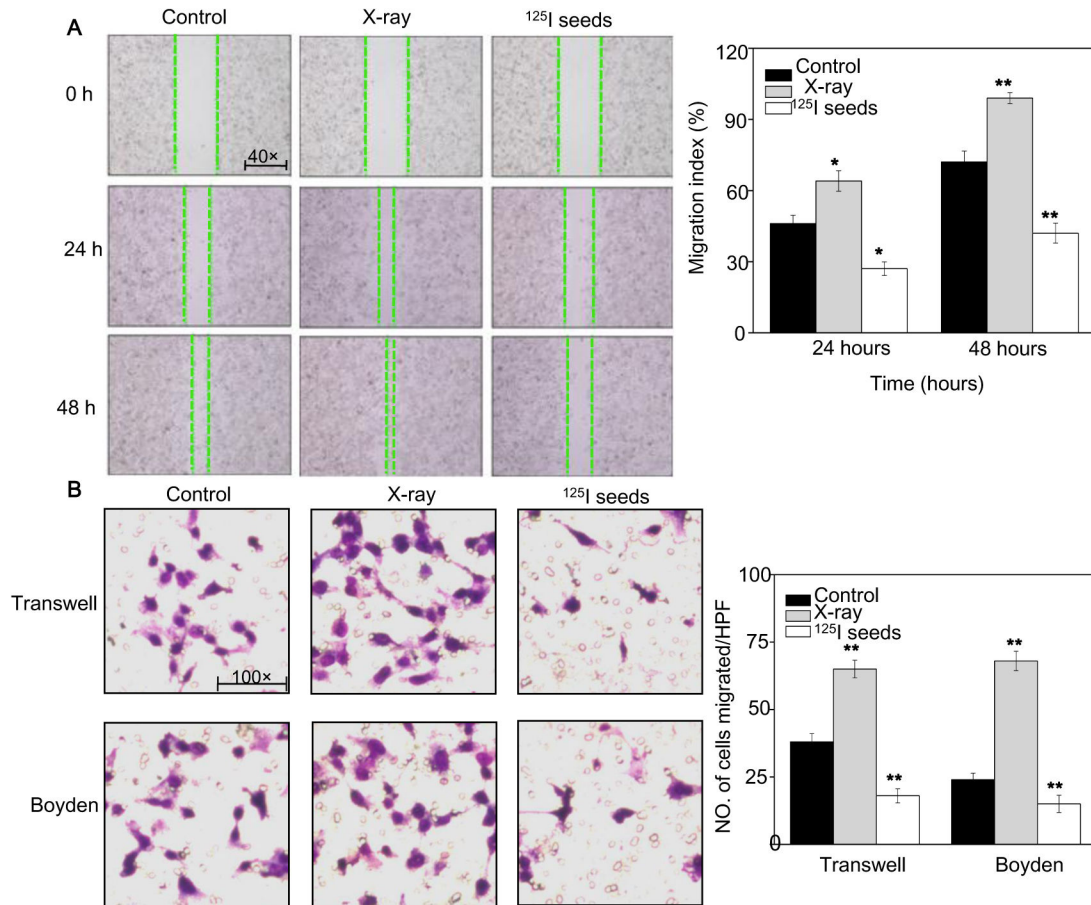 A
Control
X-ray
¹²⁵I seeds
0 h
40×
24 h
48 h
120
90
60
30
0
Migration index (%)
Control
X-ray
¹²⁵I seeds
*
*
**
**
24 hours
48 hours
Time (hours)
B
Control
X-ray
¹²⁵I seeds
Transwell
100×
Boyden
100
75
50
25
0
NO. of cells migrated/HPF
Control
X-ray
¹²⁵I seeds
**
**
**
**
Transwell
Boyden